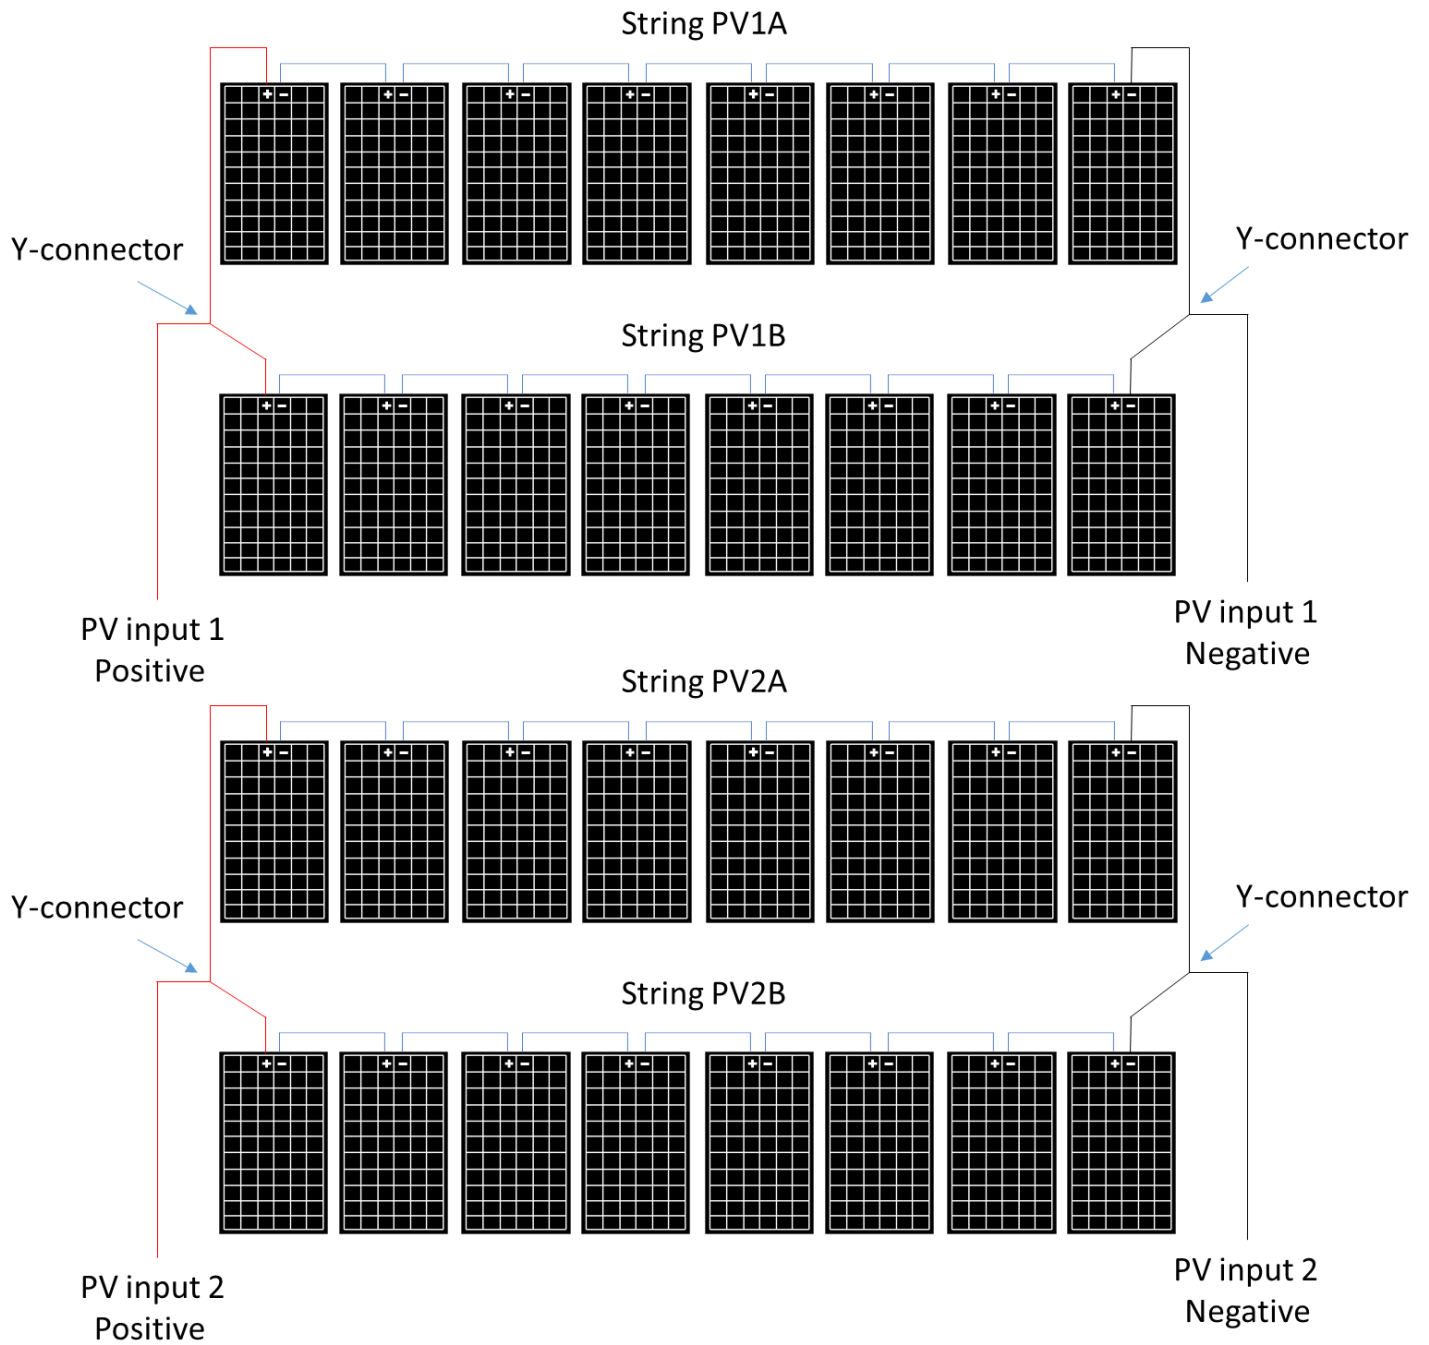 String PV1A
+ − + − + − + − + − + − + − + −
Y-connector
Y-connector
String PV1B
+ − + − + − + − + − + − + − + −
PV input 1
Positive
PV input 1
Negative
String PV2A
+ − + − + − + − + − + − + − + −
Y-connector
Y-connector
String PV2B
+ − + − + − + − + − + − + − + −
PV input 2
Positive
PV input 2
Negative